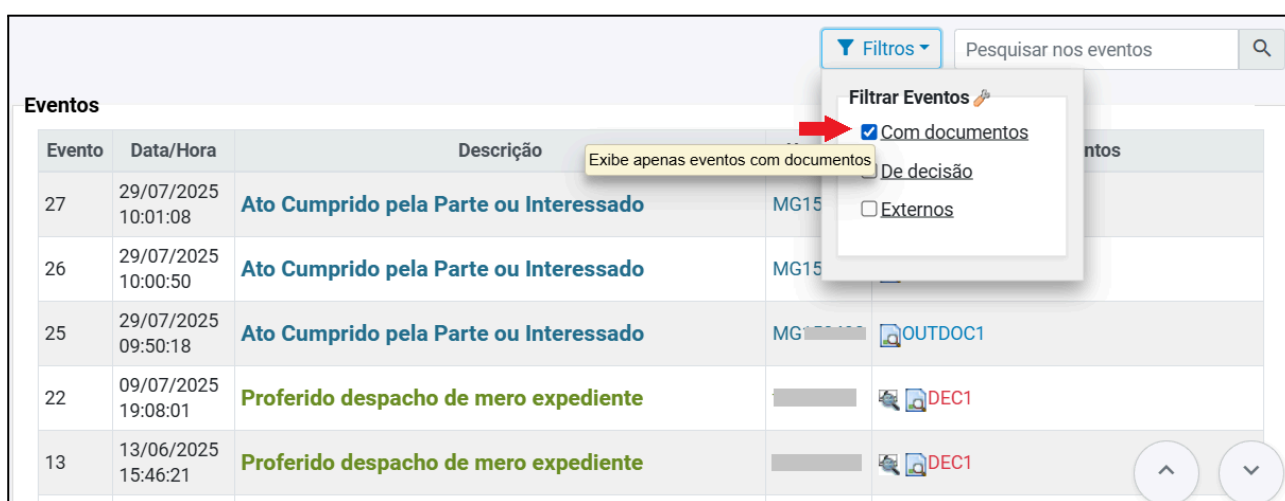 Filtros
Pesquisar nos eventos
Filtrar Eventos
Eventos
Com documentos
Evento Data/Hora Descrição
Exibe apenas eventos com documentos
De decisão
Externos
27 29/07/2025 10:01:08 Ato Cumprido pela Parte ou Interessado MG15
26 29/07/2025 10:00:50 Ato Cumprido pela Parte ou Interessado MG15
25 29/07/2025 09:50:18 Ato Cumprido pela Parte ou Interessado OUTDOC1
22 09/07/2025 19:08:01 Proferido despacho de mero expediente DEC1
13 13/06/2025 15:46:21 Proferido despacho de mero expediente DEC1